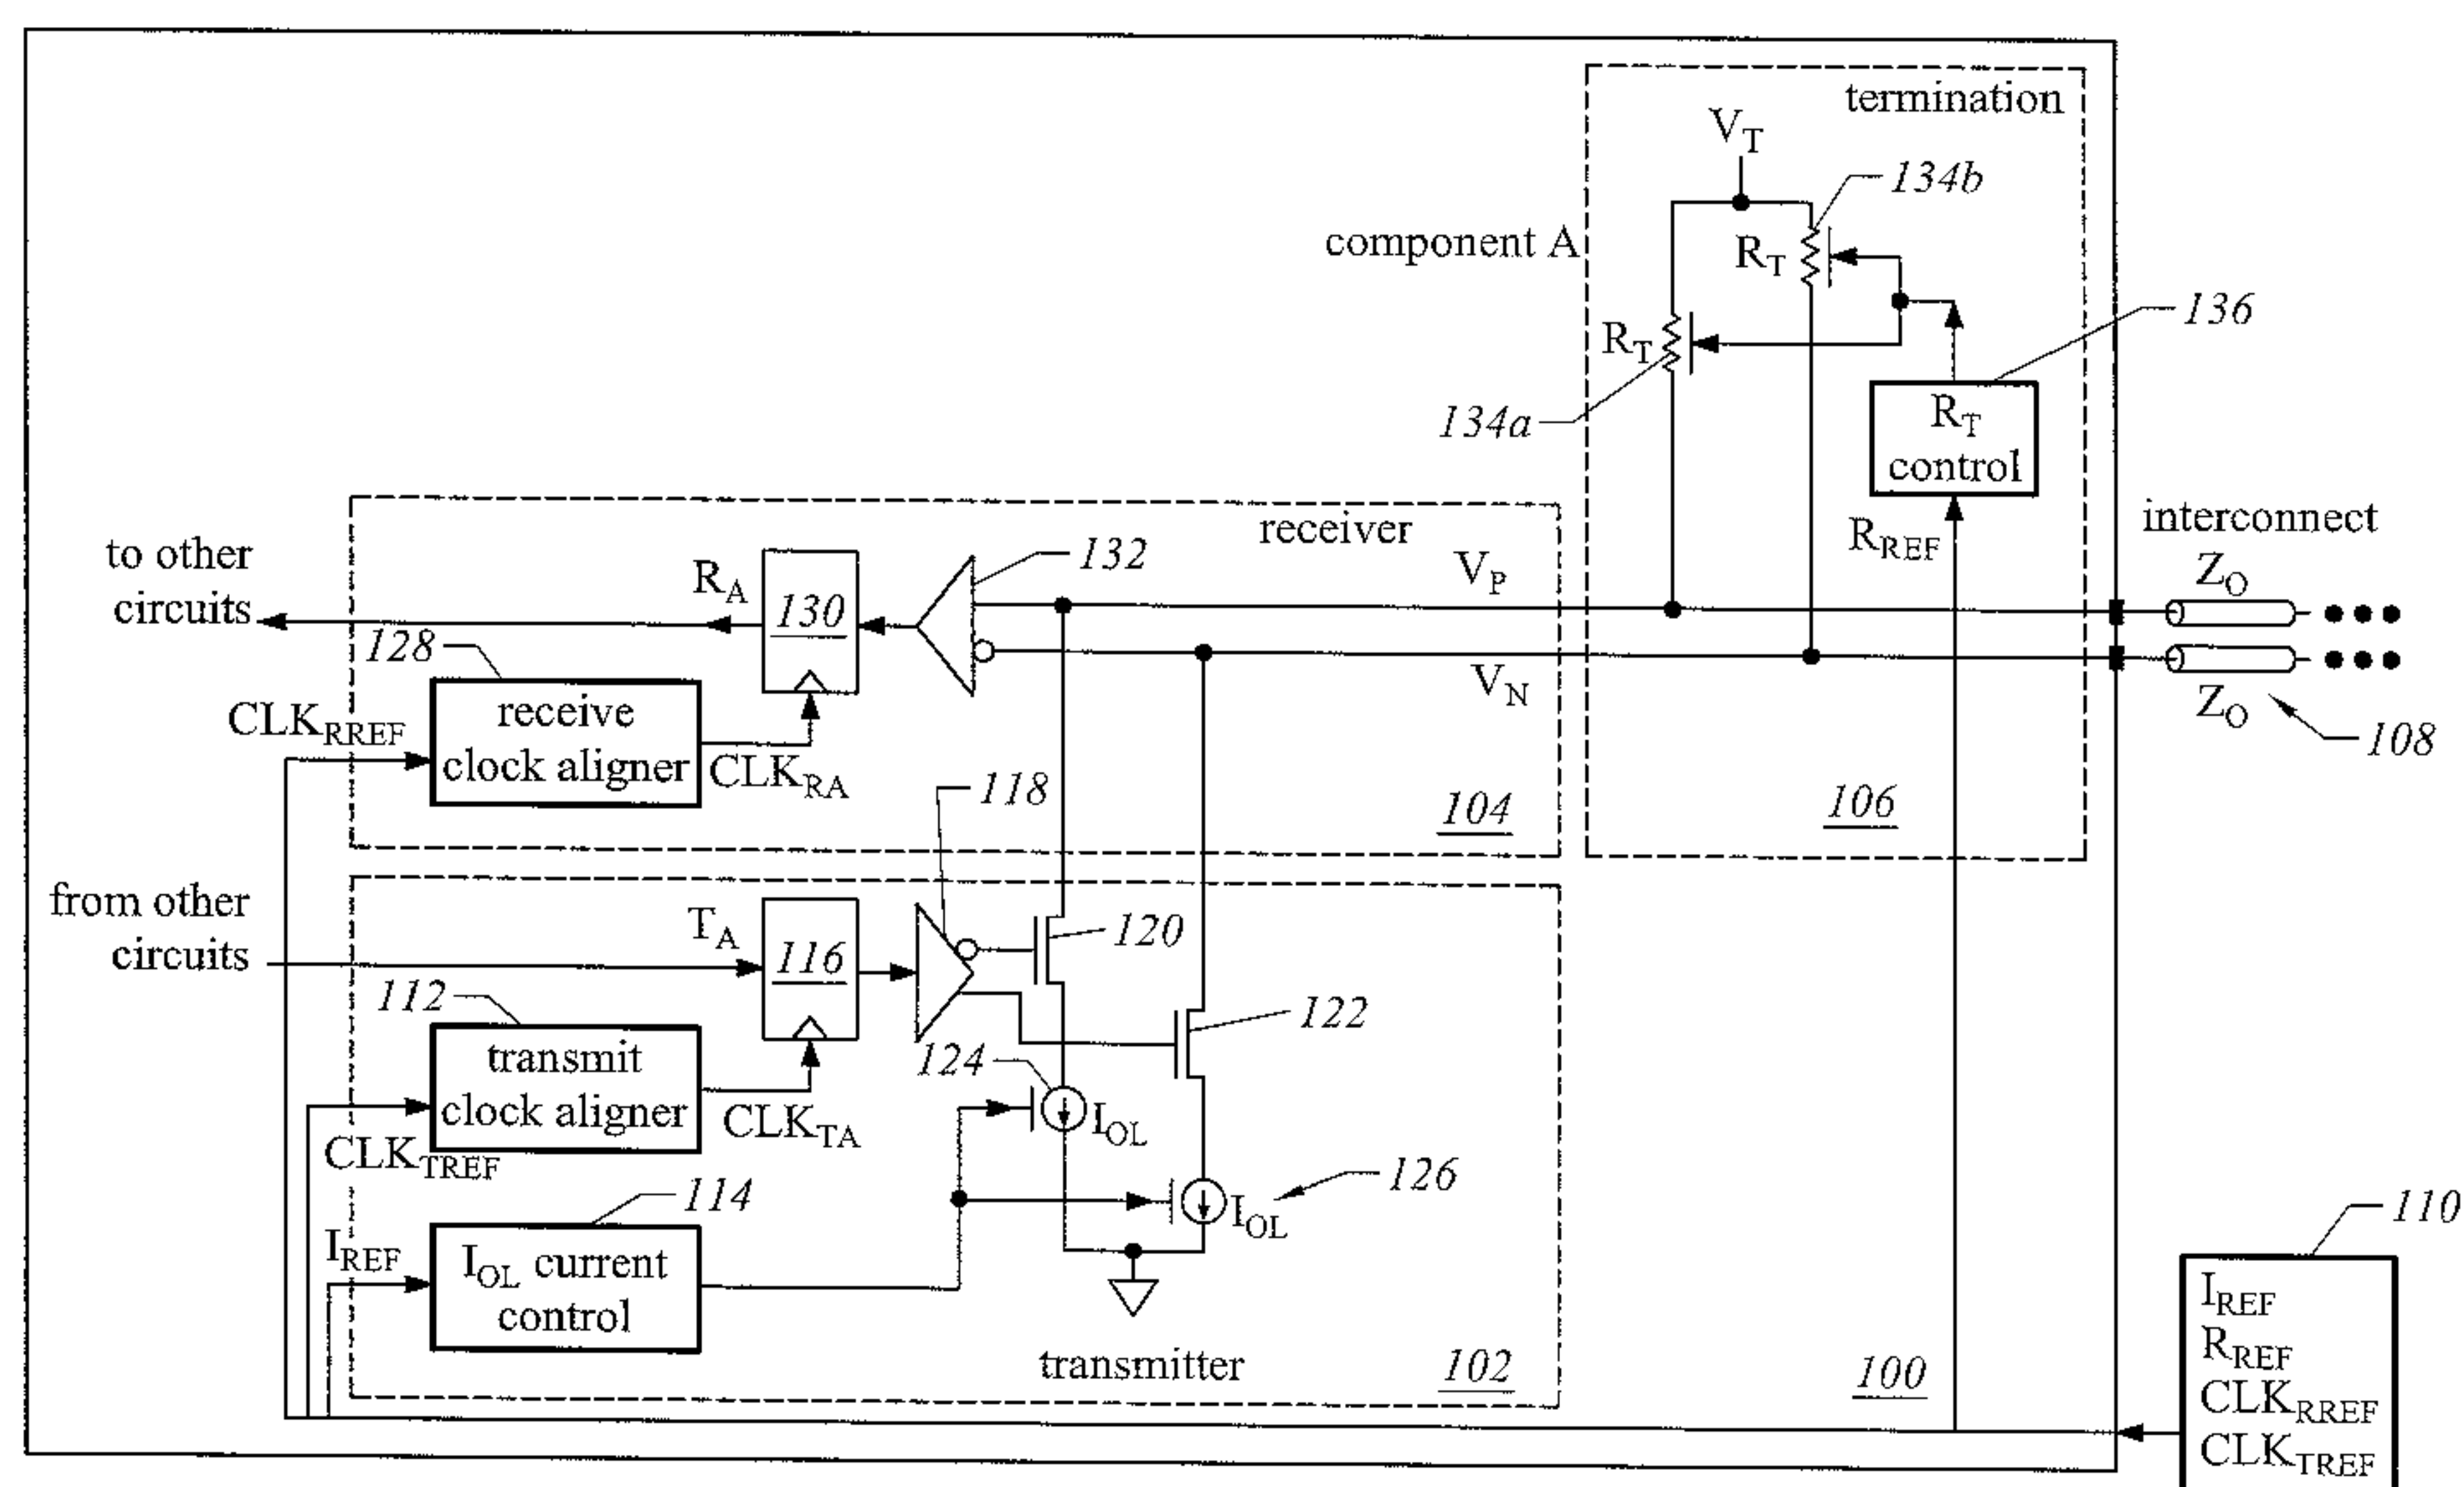 termination
V_T
134b
component A
R_T
136
R_T
134a
R_T
control
interconnect
receiver
R_REF
Z_O
to other
circuits
R_A
130
132
V_P
128
V_N
Z_O
108
CLK_RREF
receive
clock aligner
CLK_RA
118
104
106
from other
circuits
T_A
116
120
112
122
transmit
clock aligner
124
CLK_TA
I_OL
CLK_TREF
126
114
I_OL
110
I_REF
I_OL current
control
I_REF
R_REF
CLK_RREF
CLK_TREF
transmitter
102
100